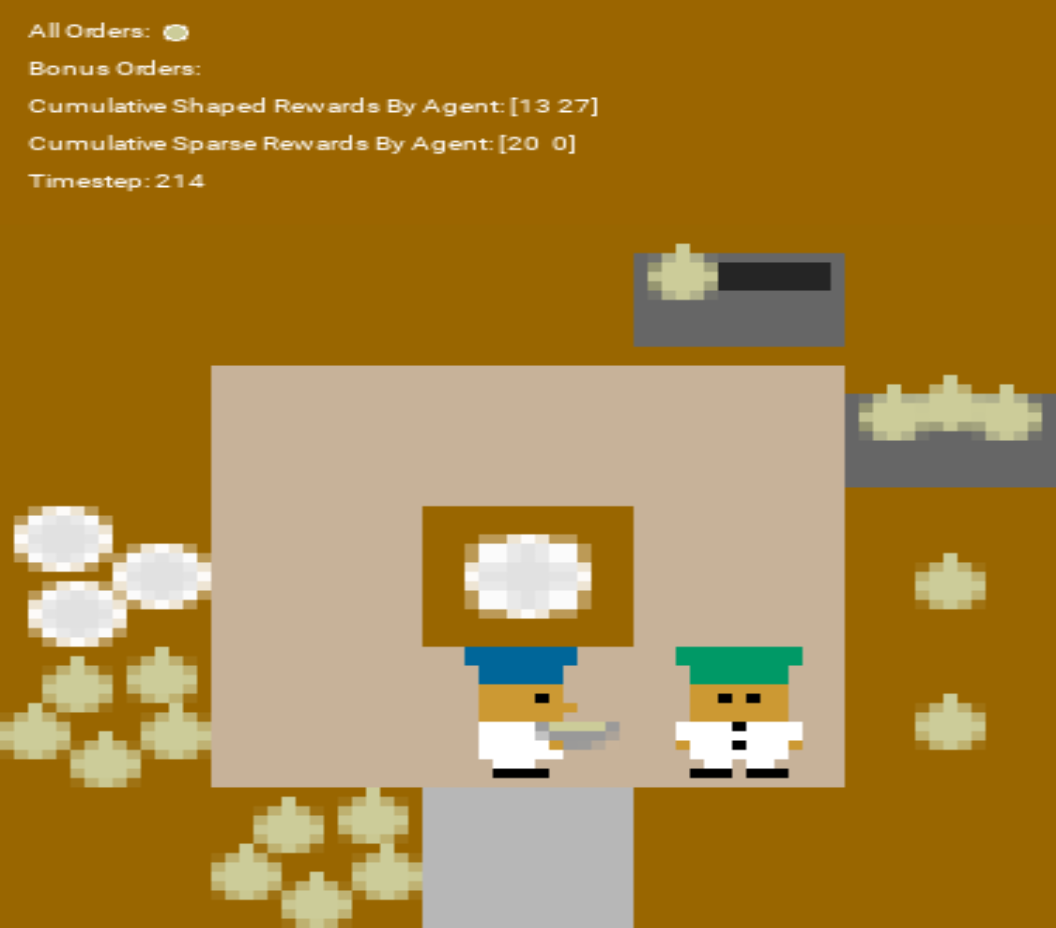 All Orders:
Bonus Orders:
Cumulative Shaped Rewards By Agent: [13 27]
Cumulative Sparse Rewards By Agent: [20  0]
Timestep: 214